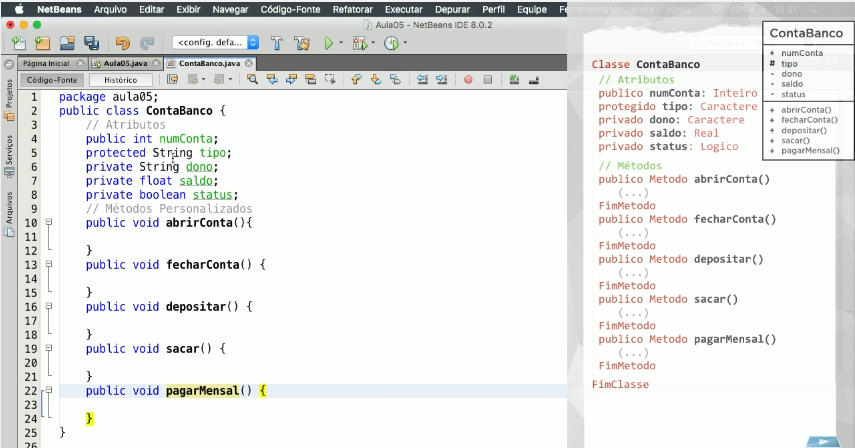 NetBeans Arquivo Editar Exibir Navegar Código-Fonte Refatorar Executar Depurar Perfil Equipe Ferramentas Janela Ajuda
10 21
Aula05 - NetBeans IDE 8.0.2
<config. defa...
Página Inicial Aula05.java ContaBanco.java
Código-Fonte Histórico
Projetos
Serviços
Arquivos
1 package aula05;
2 public class ContaBanco {
3 // Atributos
4 public int numConta;
5 protected String tipo;
6 private String dono;
7 private float saldo;
8 private boolean status;
9 // Métodos Personalizados
10 public void abrirConta(){
11
12 }
13 public void fecharConta() {
14
15 }
16 public void depositar() {
17
18 }
19 public void sacar() {
20
21 }
22 public void pagarMensal() {
23
24 }
25 }
26
Classe ContaBanco
// Atributos
publico numConta: Inteiro
protegido tipo: Caractere
privado dono: Caractere
privado saldo: Real
privado status: Logico
// Métodos
publico Metodo abrirConta()
(...)
FimMetodo
publico Metodo fecharConta()
(...)
FimMetodo
publico Metodo depositar()
(...)
FimMetodo
publico Metodo sacar()
(...)
FimMetodo
publico Metodo pagarMensal()
(...)
FimMetodo
FimClasse
ContaBanco
+ numConta
# tipo
- dono
- saldo
- status
+ abrirConta()
+ fecharConta()
+ depositar()
+ sacar()
+ pagarMensal()